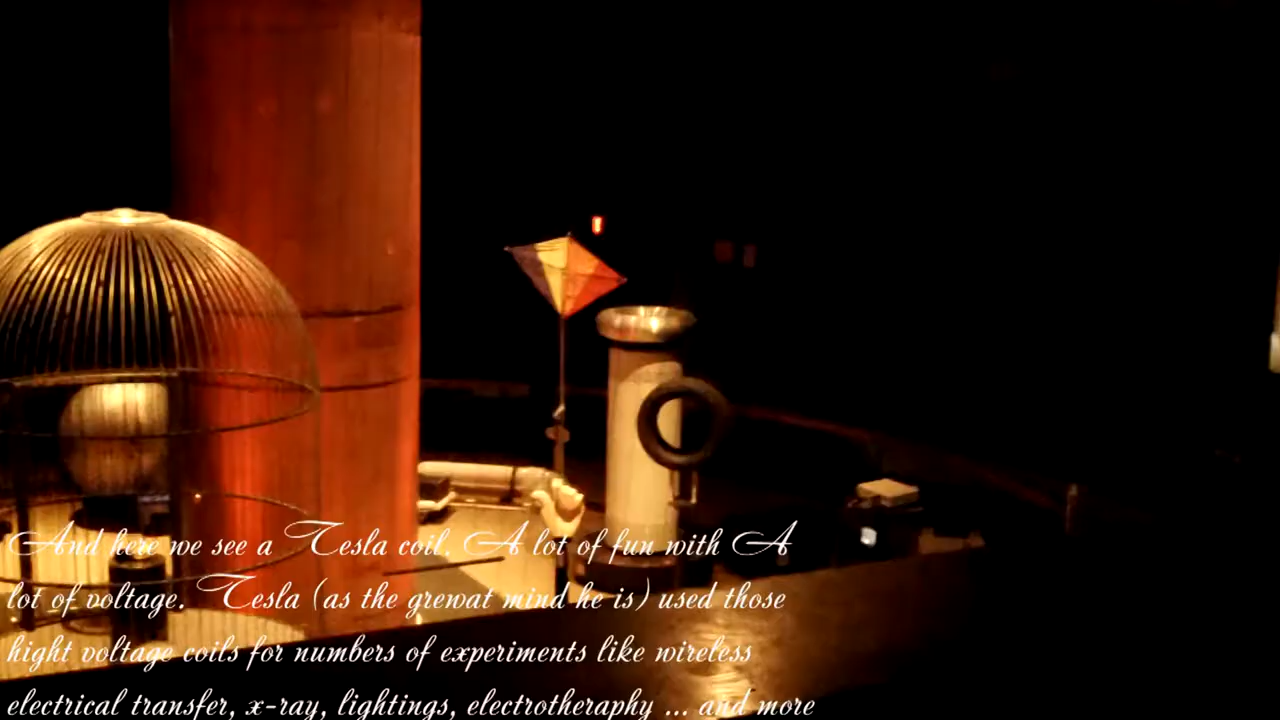 And here we see a Tesla coil. A lot of fun with A
lot of voltage. Tesla (as the grewat mind he is) used those
hight voltage coils for numbers of experiments like wireless
electrical transfer, x-ray, lightings, electrotheraphy ... and more